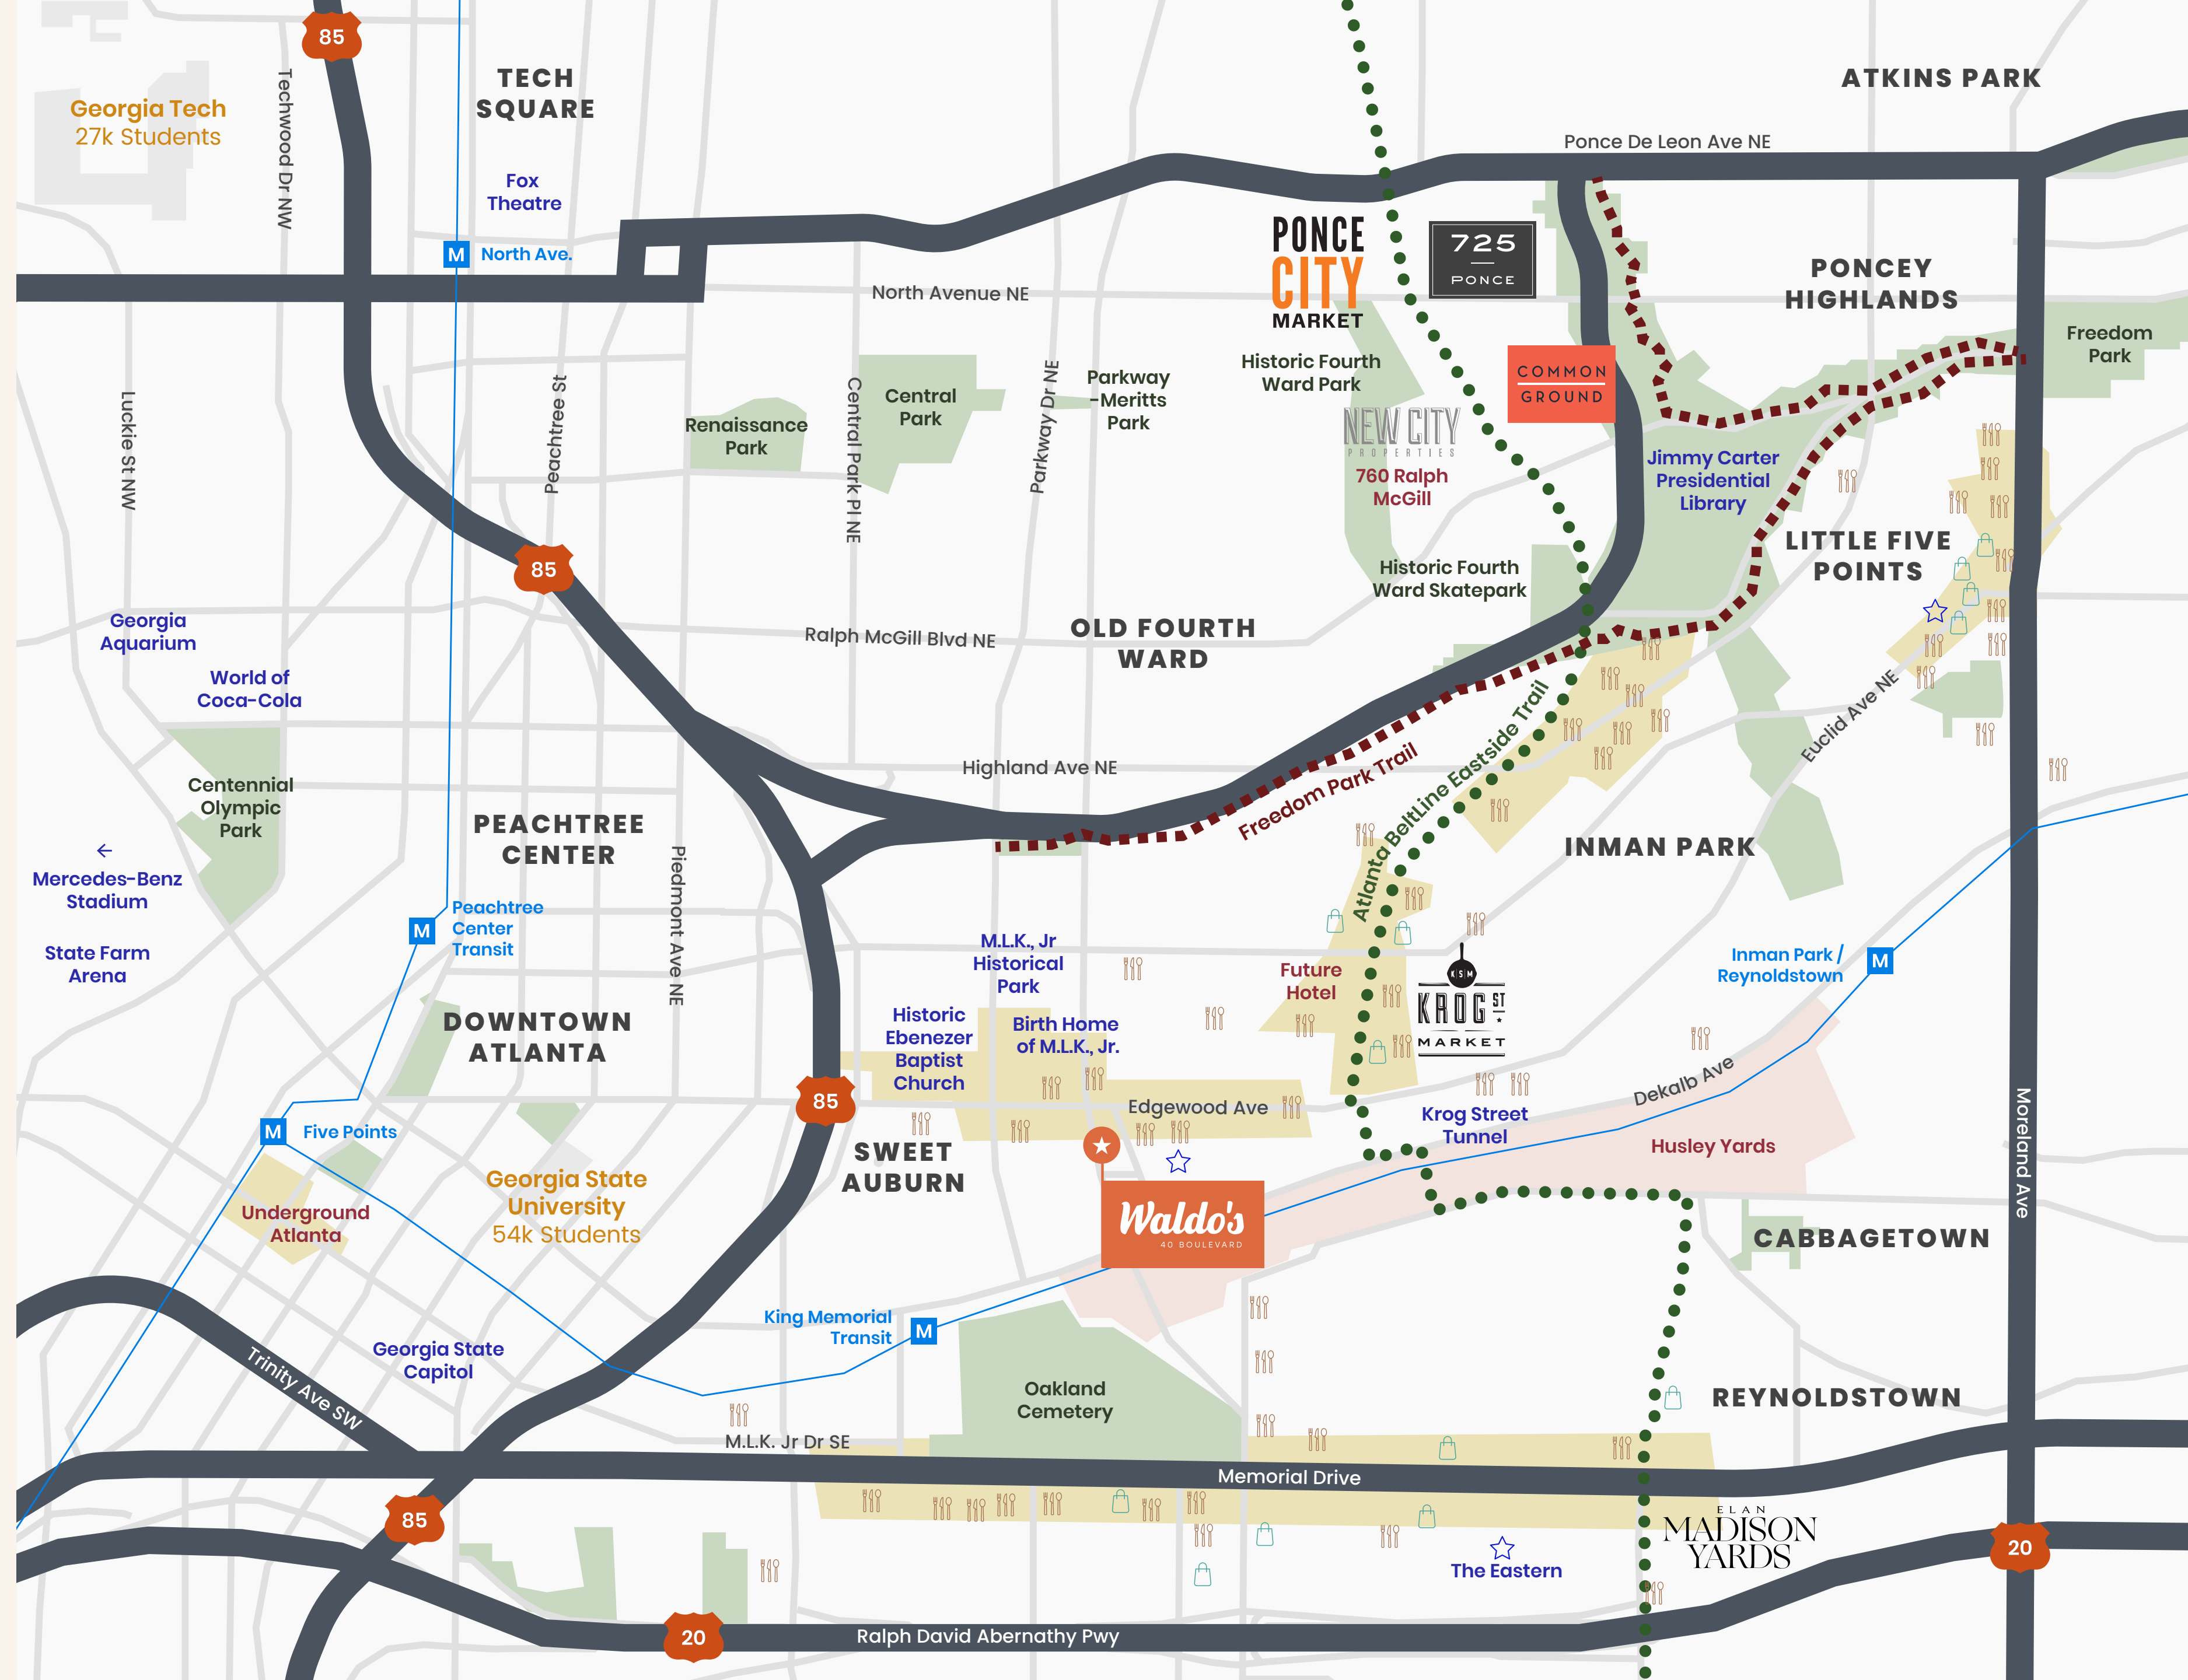 85
TECH
SQUARE
ATKINS PARK
Georgia Tech
27k Students
Techwood Dr NW
Ponce De Leon Ave NE
Fox
Theatre
M
North Ave.
PONCE
CITY
MARKET
725
PONCE
PONCEY
HIGHLANDS
North Avenue NE
Freedom
Park
Historic Fourth
Ward Park
COMMON
GROUND
Luckie St NW
Peachtree St
Renaissance
Park
Central Park Pl NE
Central
Park
Parkway Dr NE
Parkway
-Meritts
Park
NEW CITY
PROPERTIES
760 Ralph
McGill
Jimmy Carter
Presidential
Library
LITTLE FIVE
POINTS
85
Historic Fourth
Ward Skatepark
Georgia
Aquarium
Ralph McGill Blvd NE
OLD FOURTH
WARD
World of
Coca-Cola
Euclid Ave NE
Highland Ave NE
Freedom Park Trail
Atlanta BeltLine Eastside Trail
Centennial
Olympic
Park
PEACHTREE
CENTER
INMAN PARK
←
Mercedes-Benz
Stadium
Piedmont Ave NE
M
Peachtree
Center
Transit
State Farm
Arena
M.L.K., Jr
Historical
Park
Future
Hotel
KSM
KROG ST
MARKET
Inman Park /
Reynoldstown
M
DOWNTOWN
ATLANTA
Historic
Ebenezer
Baptist
Church
Birth Home
of M.L.K., Jr.
85
Edgewood Ave
Dekalb Ave
Krog Street
Tunnel
Husley Yards
Moreland Ave
M
Five Points
SWEET
AUBURN
Georgia State
University
54k Students
Underground
Atlanta
Waldo's
40 BOULEVARD
CABBAGETOWN
King Memorial
Transit
M
Georgia State
Capitol
Trinity Ave SW
Oakland
Cemetery
REYNOLDSTOWN
M.L.K. Jr Dr SE
Memorial Drive
85
ELAN
MADISON
YARDS
The Eastern
20
20
Ralph David Abernathy Pwy